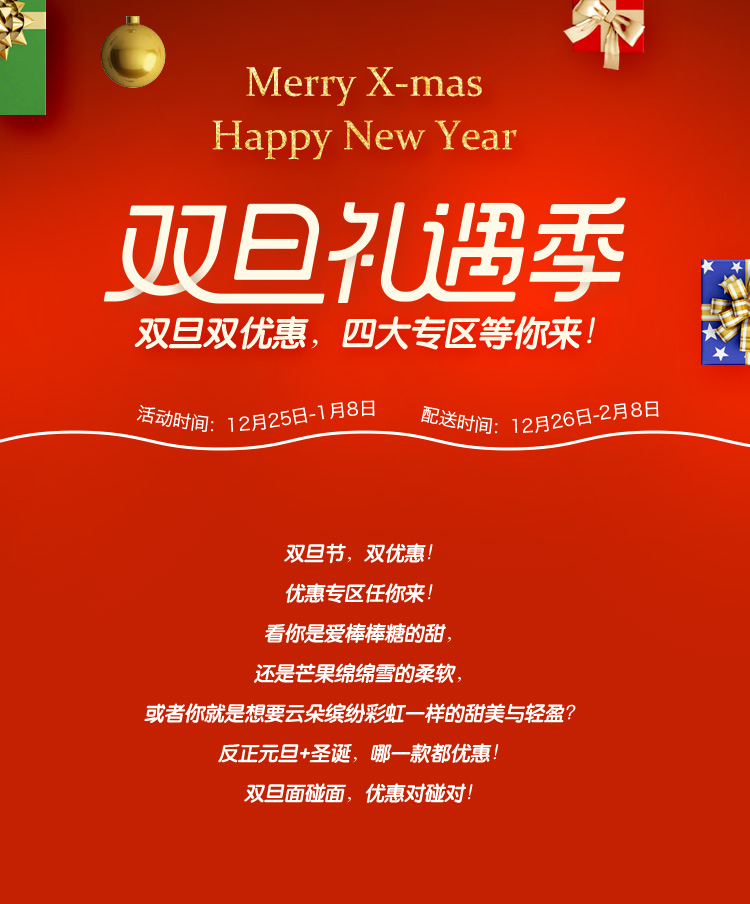 Merry X-mas
Happy New Year
双旦礼遇季
双旦双优惠，四大专区等你来！
活动时间：12月25日-1月8日
配送时间：12月26日-2月8日
双旦节，双优惠！
优惠专区任你来！
看你是爱棒棒糖的甜，
还是芒果绵绵雪的柔软，
或者你就是想要云朵缤纷彩虹一样的甜美与轻盈？
反正元旦+圣诞，哪一款都优惠！
双旦面碰面，优惠对碰对！